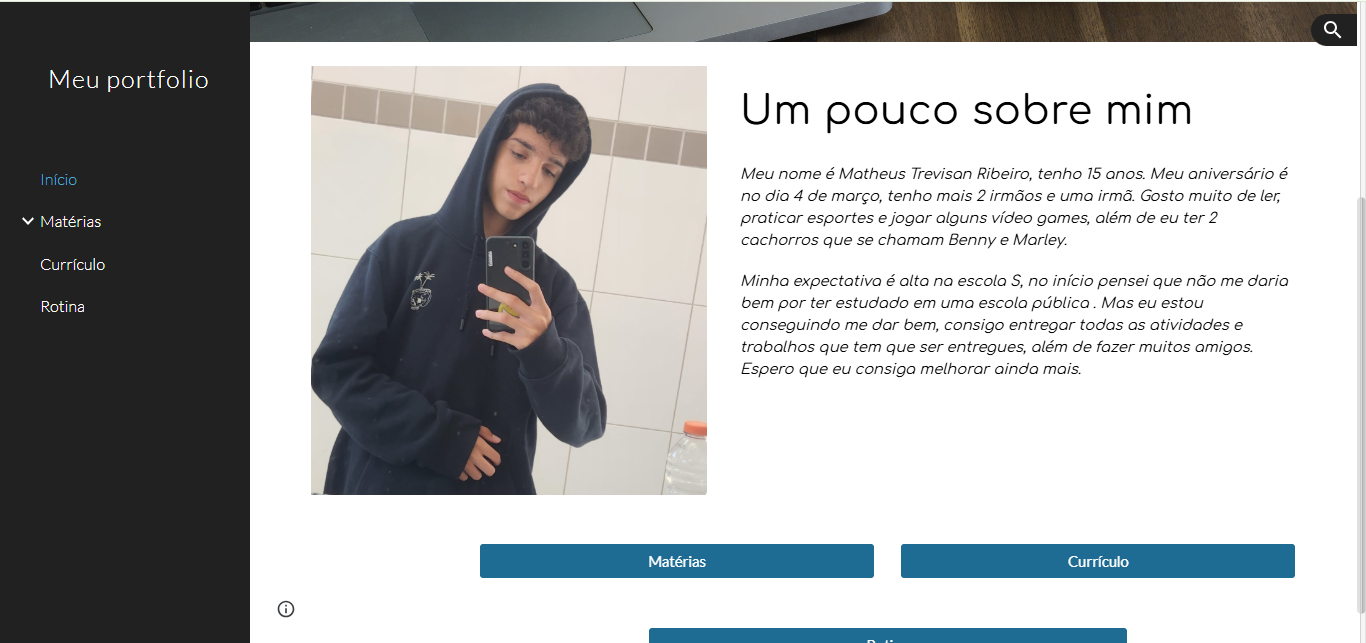 Meu portfolio
Início
Matérias
Currículo
Rotina
Um pouco sobre mim
Meu nome é Matheus Trevisan Ribeiro, tenho 15 anos. Meu aniversário é
no dia 4 de março, tenho mais 2 irmãos e uma irmã. Gosto muito de ler,
praticar esportes e jogar alguns vídeo games, além de eu ter 2
cachorros que se chamam Benny e Marley.
Minha expectativa é alta na escola S, no início pensei que não me daria
bem por ter estudado em uma escola pública . Mas eu estou
conseguindo me dar bem, consigo entregar todas as atividades e
trabalhos que tem que ser entregues, além de fazer muitos amigos.
Espero que eu consiga melhorar ainda mais.
Matérias
Currículo